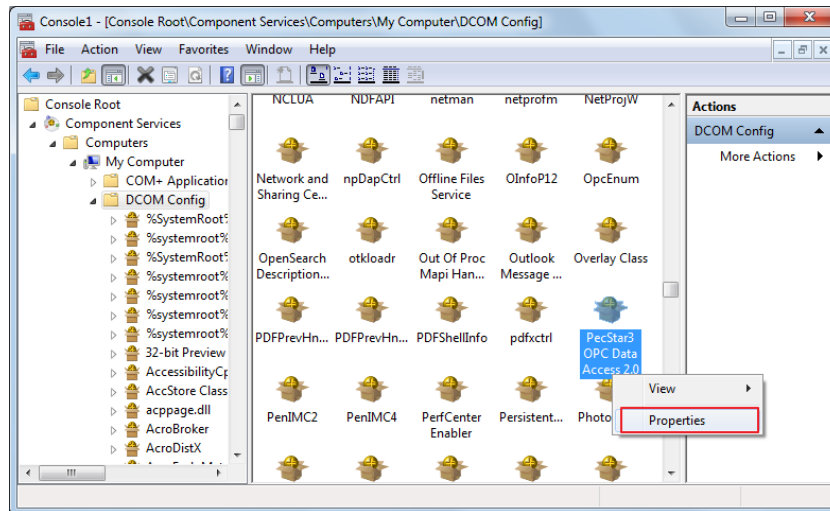 Console1 - [Console Root\Component Services\Computers\My Computer\DCOM Config]
File Action View Favorites Window Help
Console Root
Component Services
Computers
My Computer
COM+ Applicatior
DCOM Config
%SystemRoot%
%systemroot%
%SystemRoot%
%systemroot%
%systemroot%
%systemroot%
%systemroot%
32-bit Preview
AccessibilityCp
AccStore Class
acppage.dll
AcroBroker
AcroDistX
NCLUA NDFAPI netman netprofm NetProjW
Network and npDapCtrl Offline Files OInfoP12 OpcEnum
Sharing Ce... Service
OpenSearch otkloadr Out Of Proc Outlook Overlay Class
Description... Mapi Han... Message ...
PDFPrevHn... PDFPrevHn... PDFShellInfo pdfxctrl PecStar3
OPC Data
Access 2.0
PenIMC2 PenIMC4 PerfCenter Persistent... Photo
Enabler
View
Properties
Actions
DCOM Config
More Actions